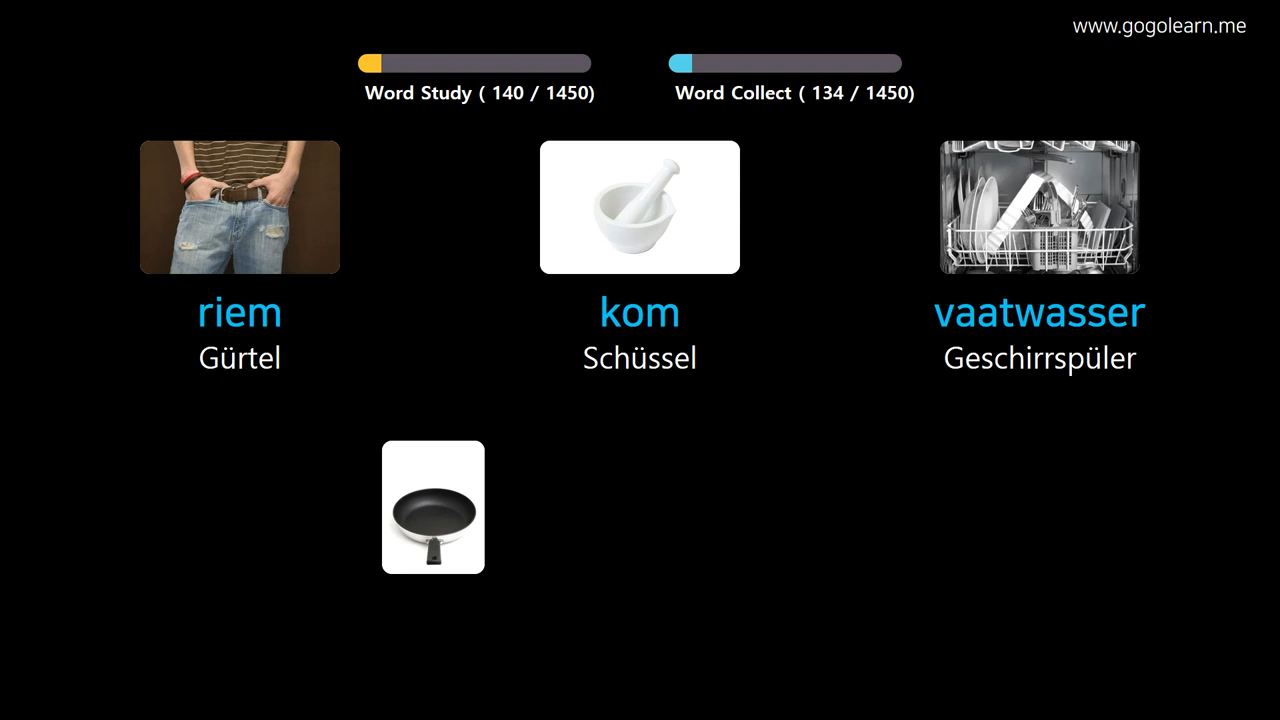 www.gogolearn.me
Word Study ( 140 / 1450)
Word Collect ( 134 / 1450)
riem
kom
vaatwasser
Gürtel
Schüssel
Geschirrspüler